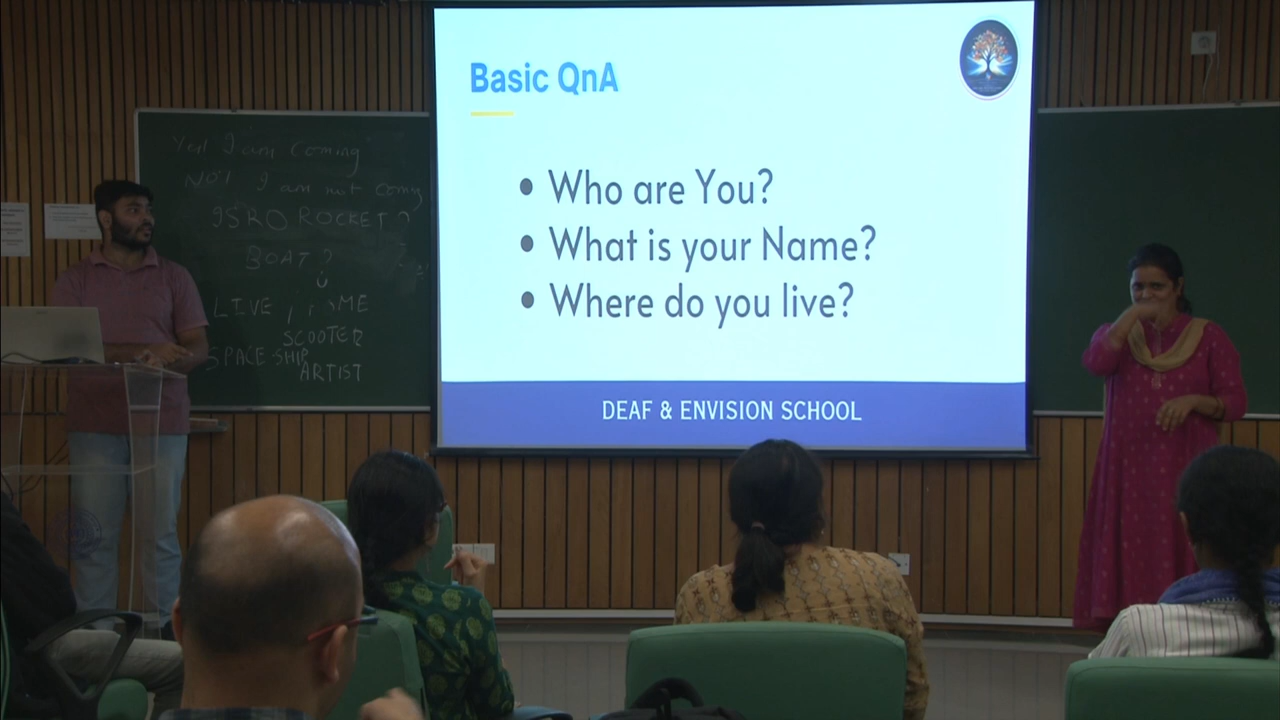 Basic QnA
• Who are You?
• What is your Name?
• Where do you live?
DEAF & ENVISION SCHOOL
Yes I am coming
NO! I am not comng
ISRO ROCKET?
BOAT?
LIVE,
SCOOTER
SPACE-SHIP
ARTIST